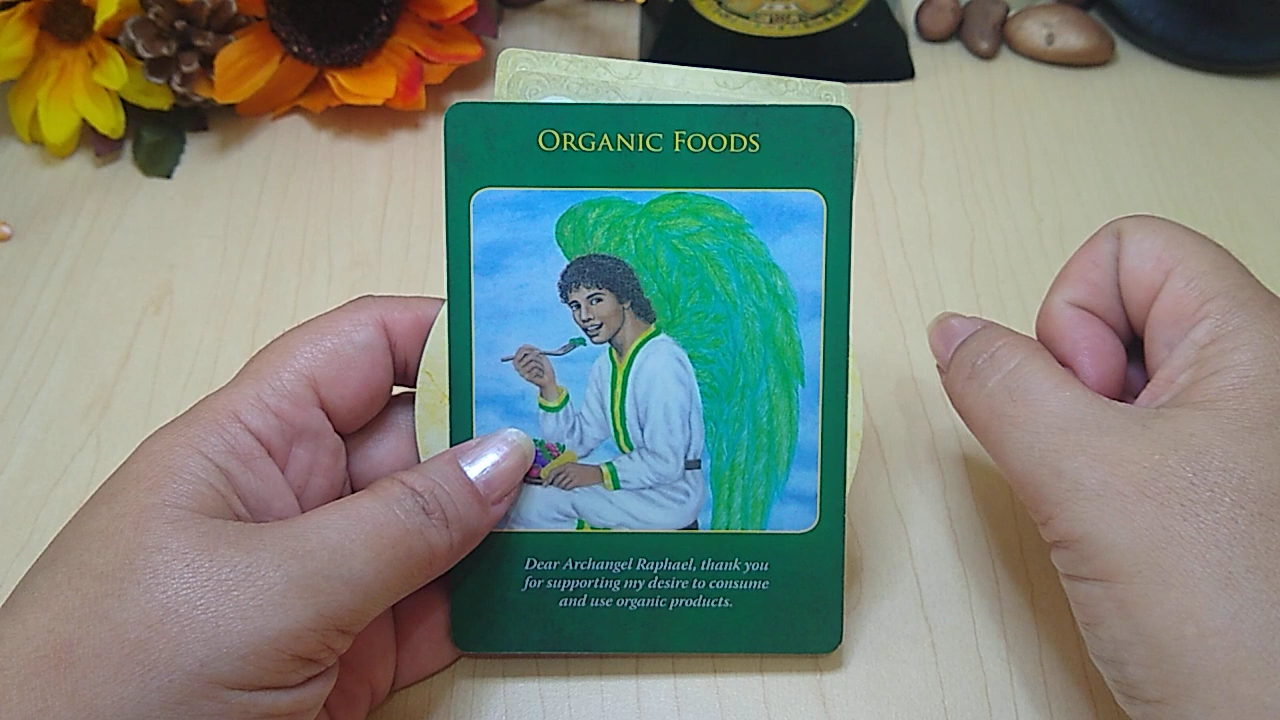 ORGANIC FOODS
Dear Archangel Raphael, thank you
for supporting my desire to consume
and use organic products.